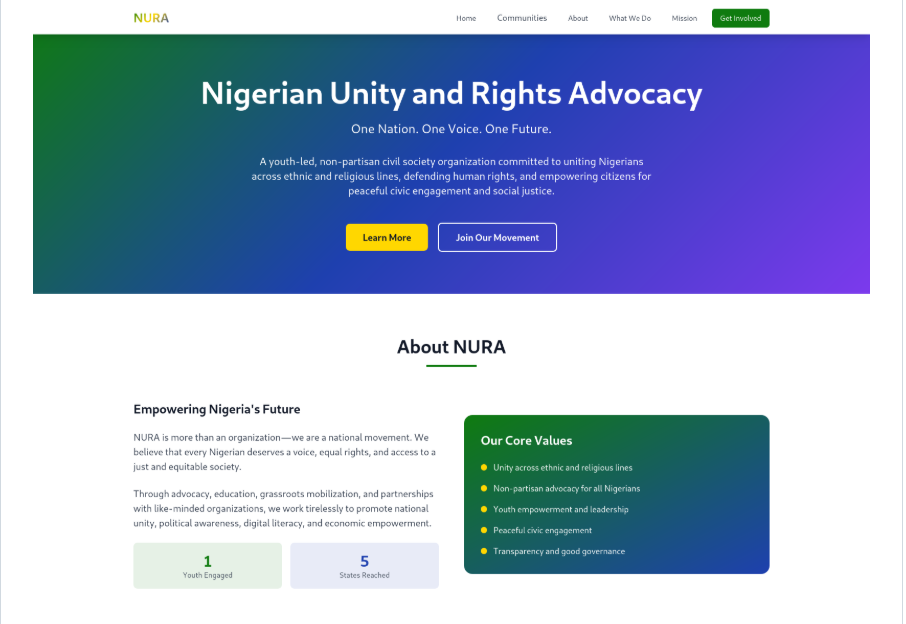 NURA
Home
Communities
About
What We Do
Mission
Get Involved
Nigerian Unity and Rights Advocacy
One Nation. One Voice. One Future.
A youth-led, non-partisan civil society organization committed to uniting Nigerians
across ethnic and religious lines, defending human rights, and empowering citizens for
peaceful civic engagement and social justice.
Learn More
Join Our Movement
About NURA
Empowering Nigeria's Future
NURA is more than an organization—we are a national movement. We
believe that every Nigerian deserves a voice, equal rights, and access to a
just and equitable society.
Through advocacy, education, grassroots mobilization, and partnerships
with like-minded organizations, we work tirelessly to promote national
unity, political awareness, digital literacy, and economic empowerment.
1
Youth Engaged
5
States Reached
Our Core Values
Unity across ethnic and religious lines
Non-partisan advocacy for all Nigerians
Youth empowerment and leadership
Peaceful civic engagement
Transparency and good governance